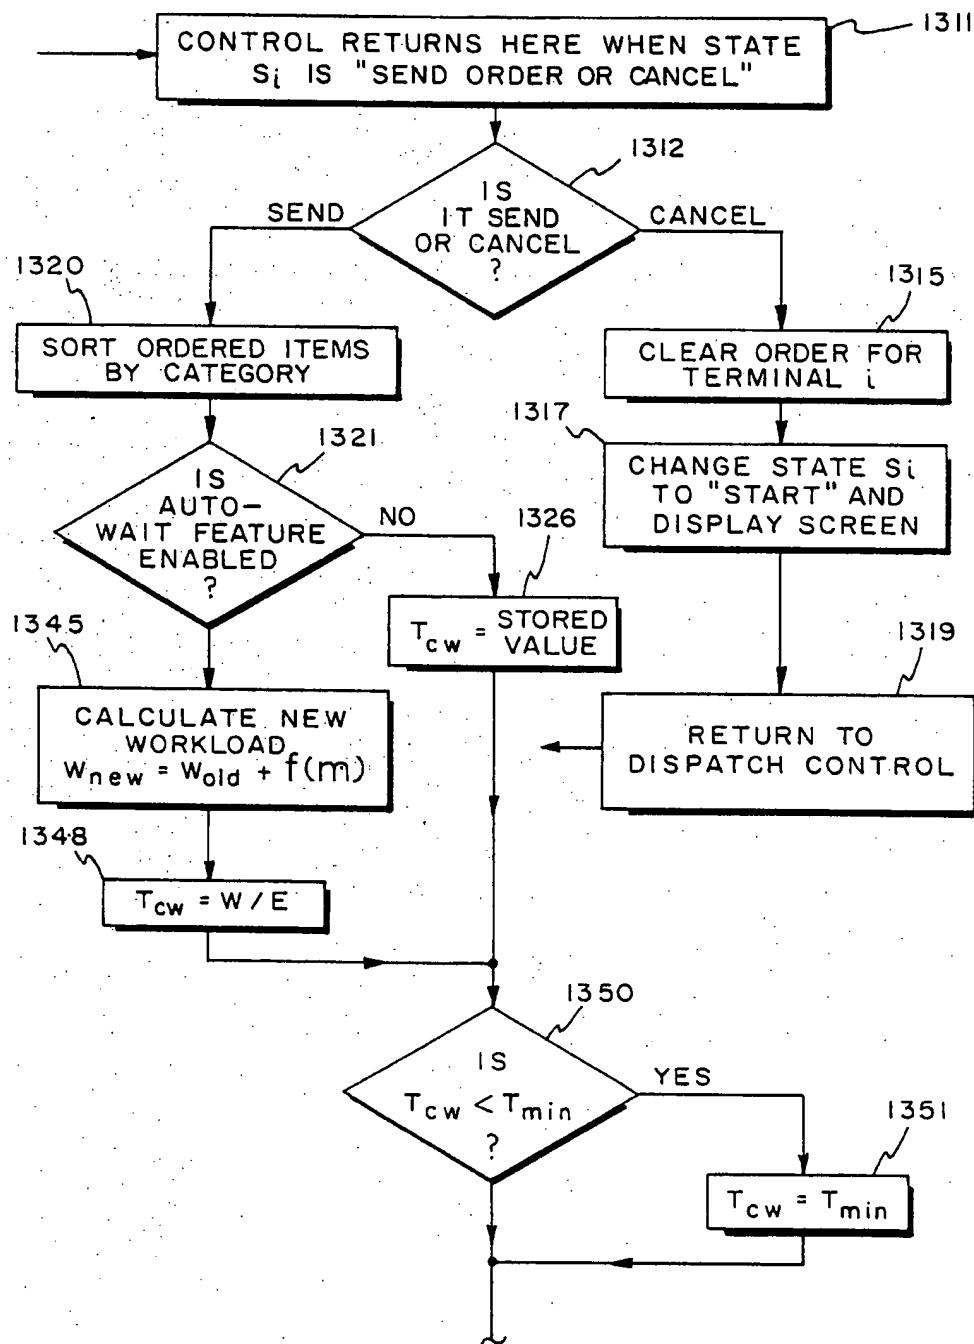 1311
CONTROL RETURNS HERE WHEN STATE
Si IS "SEND ORDER OR CANCEL"
1312
IS
IT SEND
OR CANCEL
?
SEND
CANCEL
1320
SORT ORDERED ITEMS
BY CATEGORY
1315
CLEAR ORDER FOR
TERMINAL i
1317
CHANGE STATE Si
TO "START" AND
DISPLAY SCREEN
1321
IS
AUTO-
WAIT FEATURE
ENABLED
?
NO
1326
Tcw = STORED
VALUE
1319
RETURN TO
DISPATCH CONTROL
1345
CALCULATE NEW
WORKLOAD
Wnew = Wold + f(m)
1348
Tcw = W / E
1350
IS
Tcw < Tmin
?
YES
1351
Tcw = Tmin